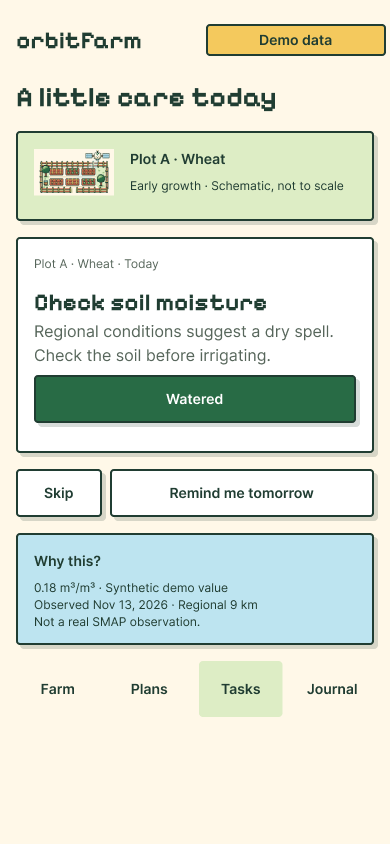 orbitFarm
Demo data
A little care today
Plot A · Wheat
Early growth · Schematic, not to scale
Plot A · Wheat · Today
Check soil moisture
Regional conditions suggest a dry spell.
Check the soil before irrigating.
Watered
Skip
Remind me tomorrow
Why this?
0.18 m³/m³ · Synthetic demo value
Observed Nov 13, 2026 · Regional 9 km
Not a real SMAP observation.
Farm
Plans
Tasks
Journal